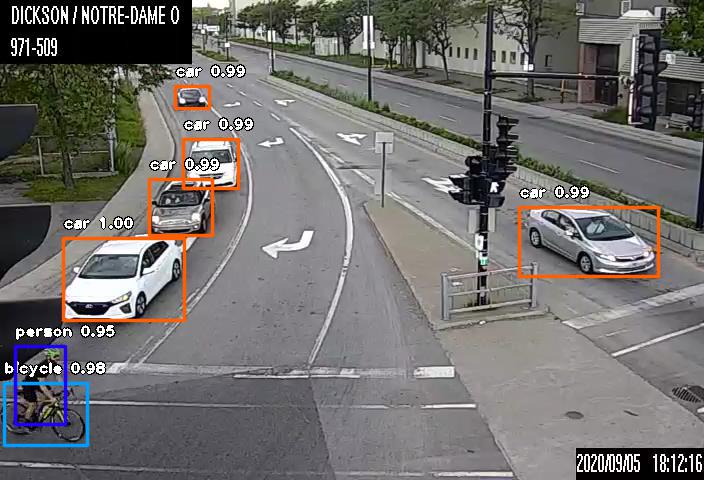 DICKSON / NOTRE-DAME O
971-509
car 0.99
car 0.99
car 0.99
car 0.99
car 1.00
person 0.95
bicycle 0.98
2020/09/05 18:12:16